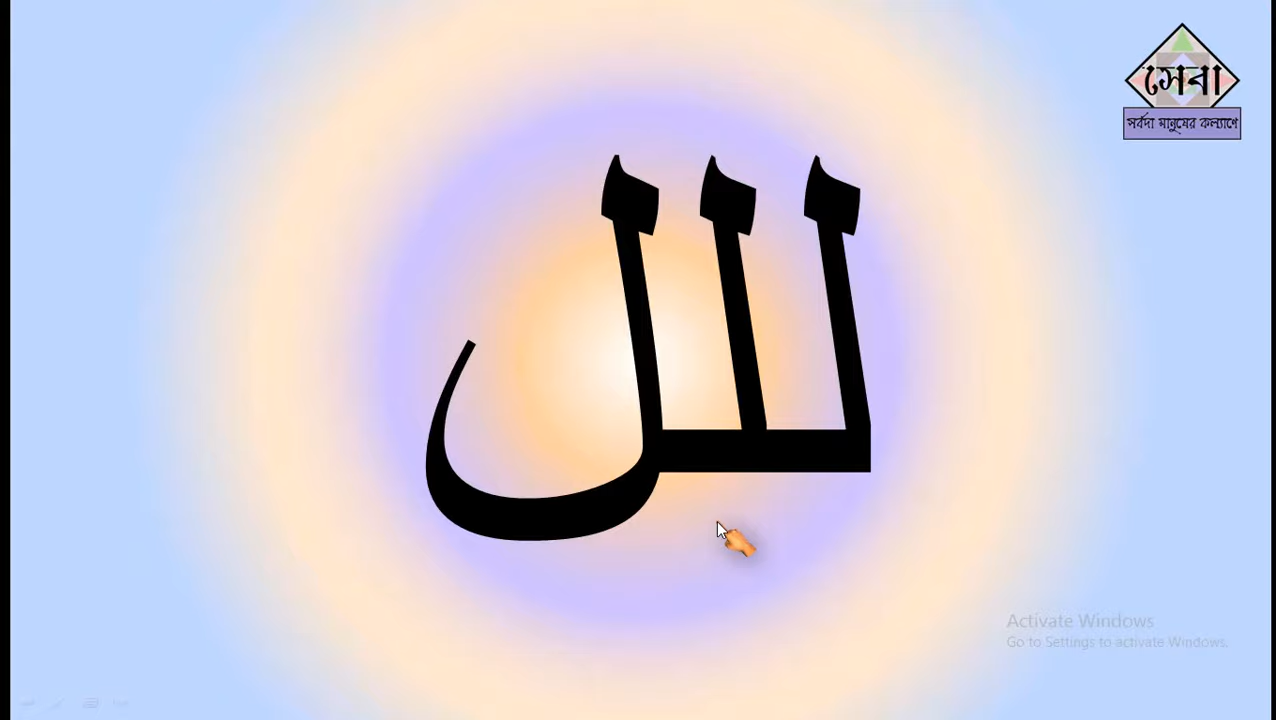 للل
সেবা
সর্বদা মানুষের কল্যাণে
Activate Windows
Go to Settings to activate Windows.